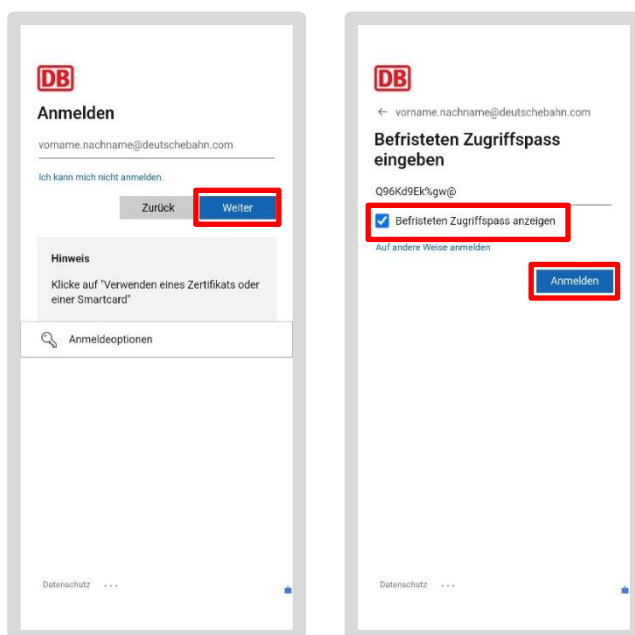 DB
Anmelden
vorname.nachname@deutschebahn.com
Ich kann mich nicht anmelden.
Zurück
Weiter
Hinweis
Klicke auf "Verwenden eines Zertifikats oder
einer Smartcard"
Anmeldeoptionen
Datenschutz ...
DB
← vorname.nachname@deutschebahn.com
Befristeten Zugriffspass
eingeben
Q96Kd9Ek%gw@
Befristeten Zugriffspass anzeigen
Auf andere Weise anmelden
Anmelden
Datenschutz ...